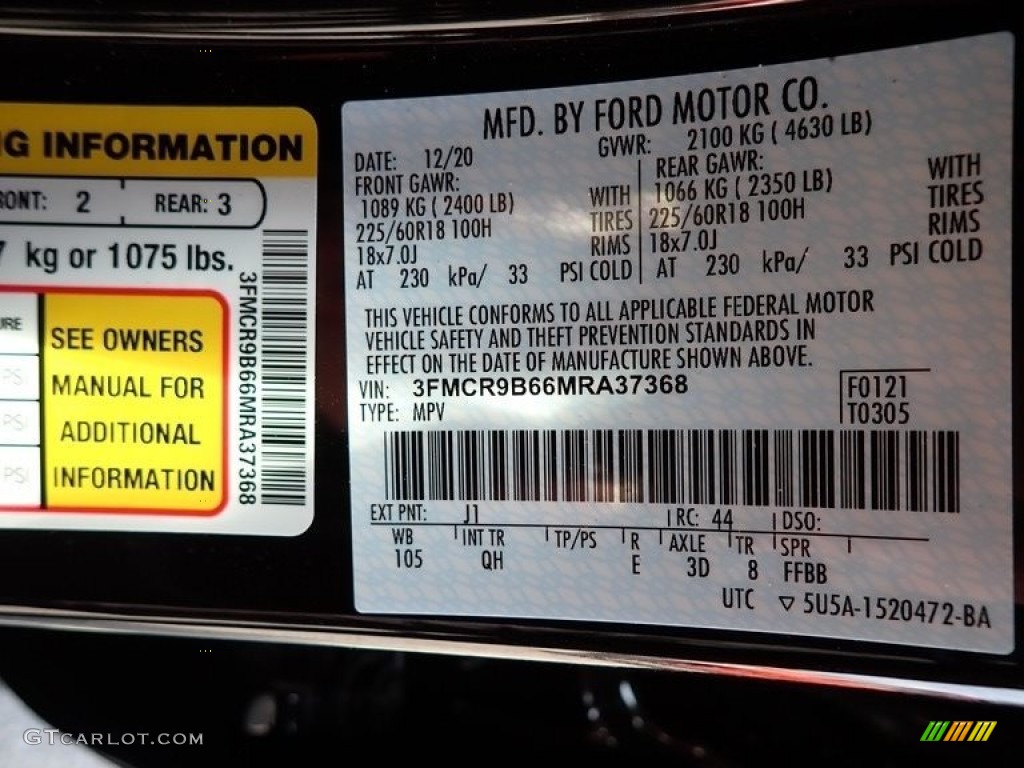 G INFORMATION
ONT: 2 REAR: 3
7 kg or 1075 lbs.
URE
PSI
PSI
PSI
SEE OWNERS
MANUAL FOR
ADDITIONAL
INFORMATION
3FMCR9B66MRA37368
MFD. BY FORD MOTOR CO.
DATE: 12/20 GVWR: 2100 KG ( 4630 LB)
FRONT GAWR: REAR GAWR:
1089 KG ( 2400 LB) WITH 1066 KG ( 2350 LB) WITH
225/60R18 100H TIRES 225/60R18 100H TIRES
18x7.0J RIMS 18x7.0J RIMS
AT 230 kPa/ 33 PSI COLD AT 230 kPa/ 33 PSI COLD
THIS VEHICLE CONFORMS TO ALL APPLICABLE FEDERAL MOTOR
VEHICLE SAFETY AND THEFT PREVENTION STANDARDS IN
EFFECT ON THE DATE OF MANUFACTURE SHOWN ABOVE.
VIN: 3FMCR9B66MRA37368 F0121
TYPE: MPV T0305
EXT PNT: J1 RC: 44 DSO:
WB INT TR TP/PS R AXLE TR SPR
105 QH E 3D 8 FFBB
UTC ▽ 5U5A-1520472-BA
GTCARLOT.COM